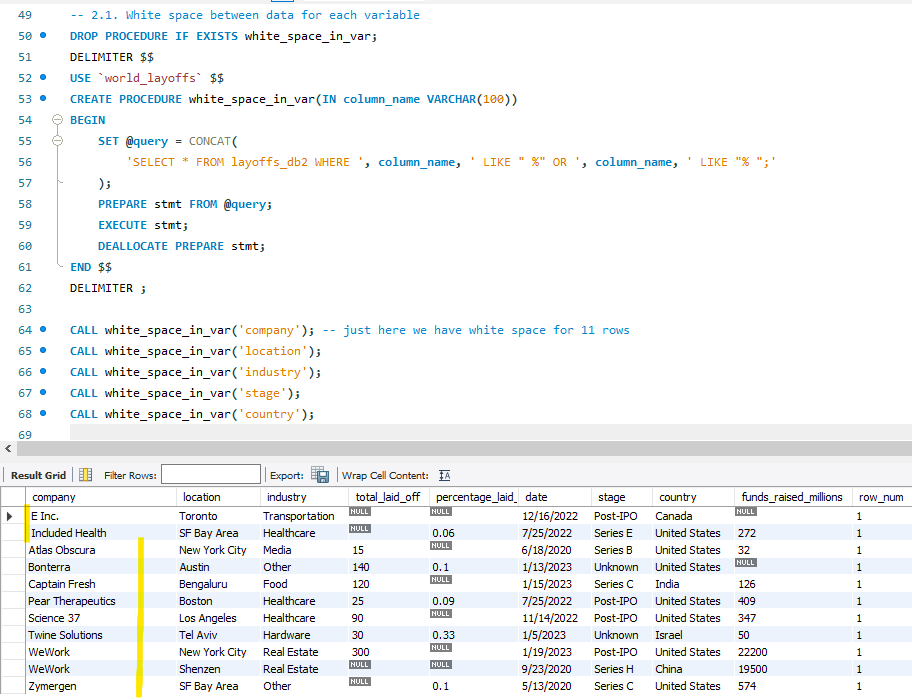 49 -- 2.1. White space between data for each variable
50 DROP PROCEDURE IF EXISTS white_space_in_var;
51 DELIMITER $$
52 USE `world_layoffs` $$
53 CREATE PROCEDURE white_space_in_var(IN column_name VARCHAR(100))
54 BEGIN
55 SET @query = CONCAT(
56 'SELECT * FROM layoffs_db2 WHERE ', column_name, ' LIKE " %" OR ', column_name, ' LIKE "% ";'
57 );
58 PREPARE stmt FROM @query;
59 EXECUTE stmt;
60 DEALLOCATE PREPARE stmt;
61 END $$
62 DELIMITER ;
63
64 CALL white_space_in_var('company'); -- just here we have white space for 11 rows
65 CALL white_space_in_var('location');
66 CALL white_space_in_var('industry');
67 CALL white_space_in_var('stage');
68 CALL white_space_in_var('country');
69
Result Grid Filter Rows: Export: Wrap Cell Content:
company location industry total_laid_off percentage_laid_ date stage country funds_raised_millions row_num
E Inc. Toronto Transportation NULL NULL 12/16/2022 Post-IPO Canada NULL 1
Included Health SF Bay Area Healthcare NULL 0.06 7/25/2022 Series E United States 272 1
Atlas Obscura New York City Media 15 NULL 6/18/2020 Series B United States 32 1
Bonterra Austin Other 140 0.1 1/13/2023 Unknown United States NULL 1
Captain Fresh Bengaluru Food 120 NULL 1/15/2023 Series C India 126 1
Pear Therapeutics Boston Healthcare 25 0.09 7/25/2022 Post-IPO United States 409 1
Science 37 Los Angeles Healthcare 90 NULL 11/14/2022 Post-IPO United States 347 1
Twine Solutions Tel Aviv Hardware 30 0.33 1/5/2023 Unknown Israel 50 1
WeWork New York City Real Estate 300 NULL 1/19/2023 Post-IPO United States 22200 1
WeWork Shenzen Real Estate NULL NULL 9/23/2020 Series H China 19500 1
Zymergen SF Bay Area Other NULL 0.1 5/13/2020 Series C United States 574 1